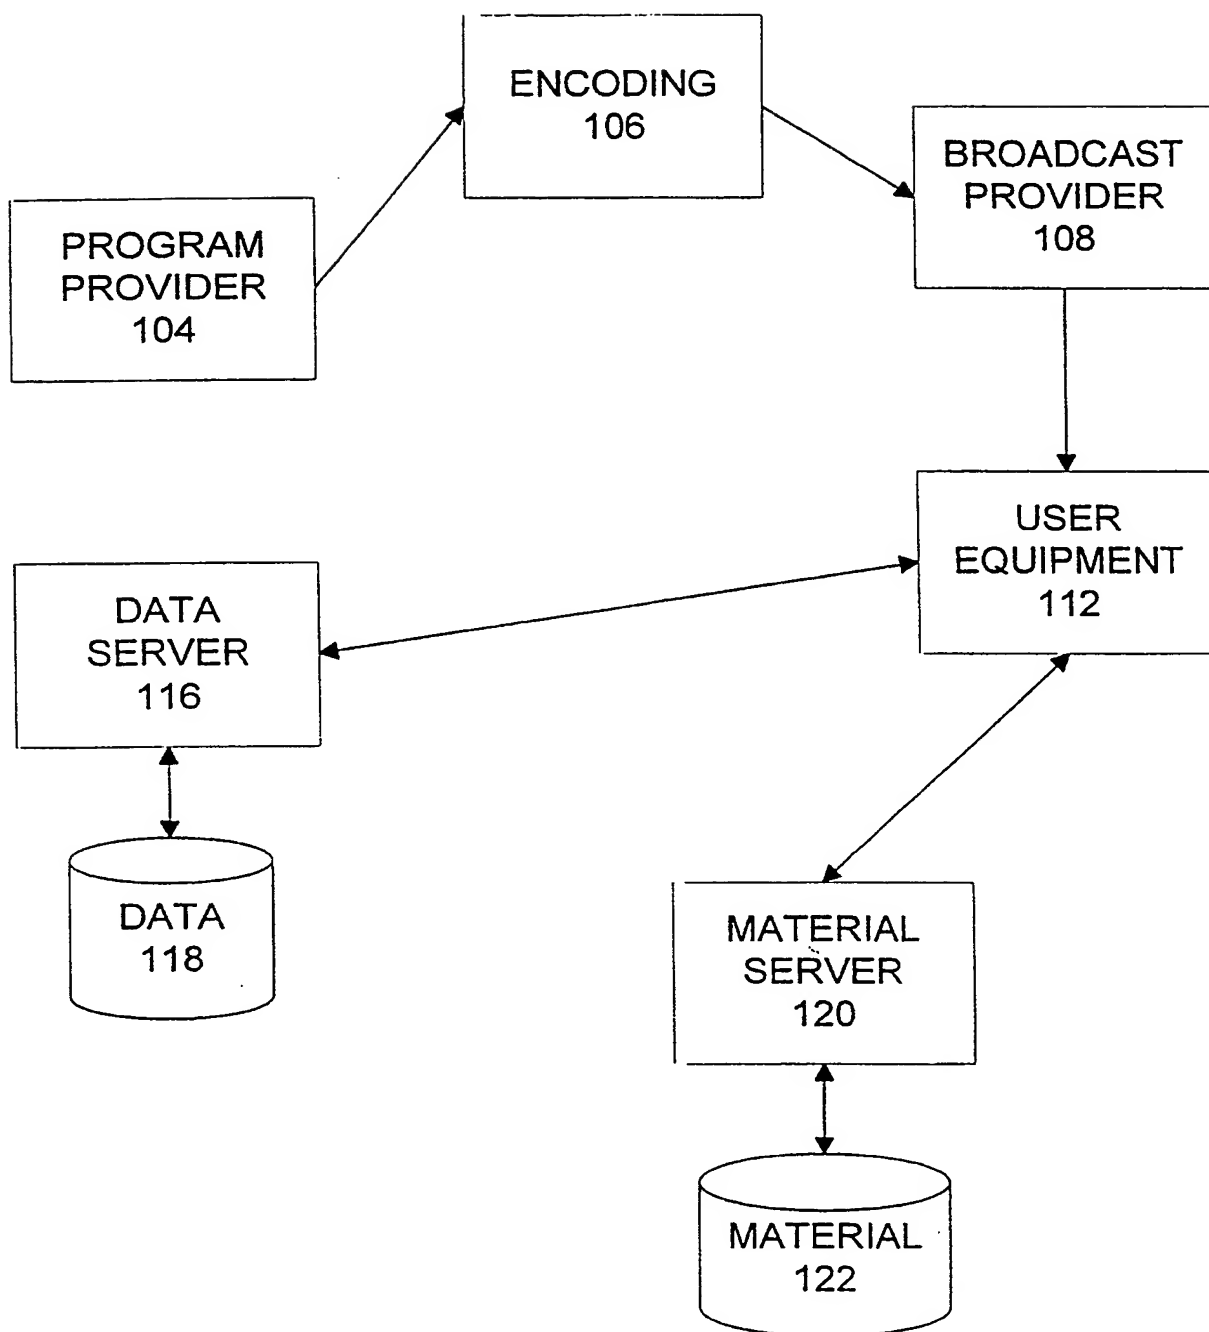 ENCODING
106
BROADCAST
PROVIDER
108
PROGRAM
PROVIDER
104
USER
EQUIPMENT
112
DATA
SERVER
116
DATA
118
MATERIAL
SERVER
120
MATERIAL
122